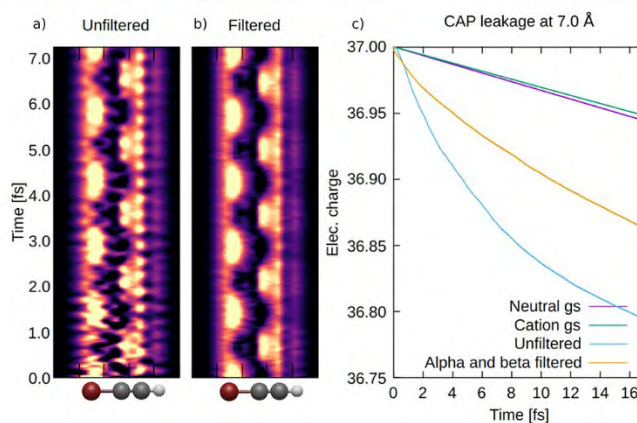 a) Unfiltered
b) Filtered
c) CAP leakage at 7.0 Å
Time [fs]
7.0
6.0
5.0
4.0
3.0
2.0
1.0
0.0
Elec. charge
37.00
36.95
36.90
36.85
36.80
36.75
Neutral gs
Cation gs
Unfiltered
Alpha and beta filtered
0 2 4 6 8 10 12 14 16
Time [fs]